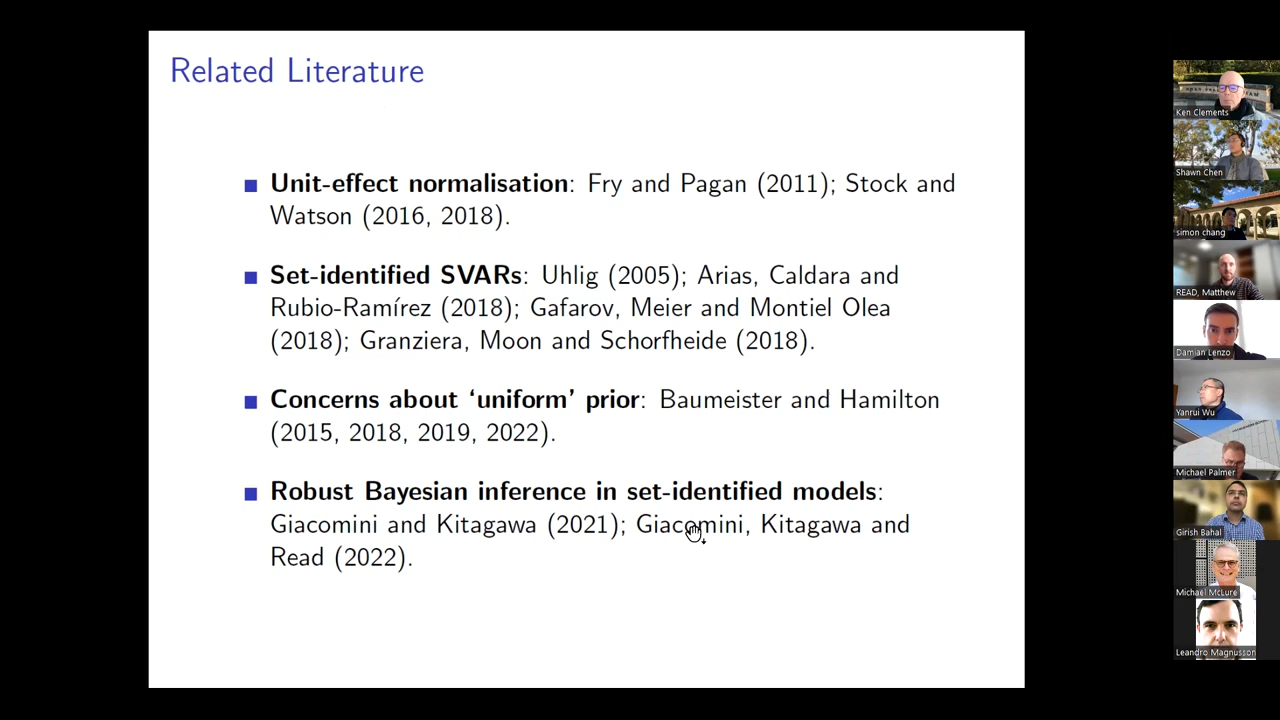 Related Literature
Unit-effect normalisation: Fry and Pagan (2011); Stock and
Watson (2016, 2018).
Set-identified SVARs: Uhlig (2005); Arias, Caldara and
Rubio-Ramírez (2018); Gafarov, Meier and Montiel Olea
(2018); Granziera, Moon and Schorfheide (2018).
Concerns about ‘uniform’ prior: Baumeister and Hamilton
(2015, 2018, 2019, 2022).
Robust Bayesian inference in set-identified models:
Giacomini and Kitagawa (2021); Giacomini, Kitagawa and
Read (2022).
Ken Clements
Shawn Chen
simon chang
READ, Matthew
Damian Lenzo
Yanrui Wu
Michael Palmer
Girish Bahal
Michael McLure
Leandro Magnusson